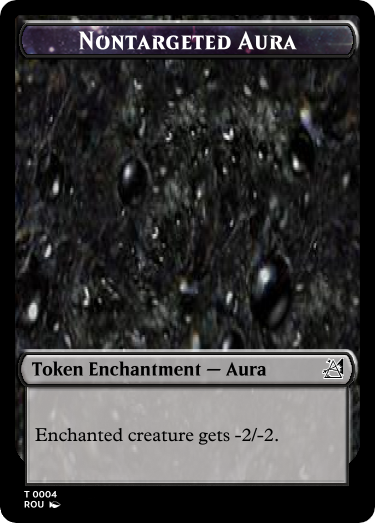 Nontargeted Aura
Token Enchantment — Aura
Enchanted creature gets -2/-2.
T 0004
ROU